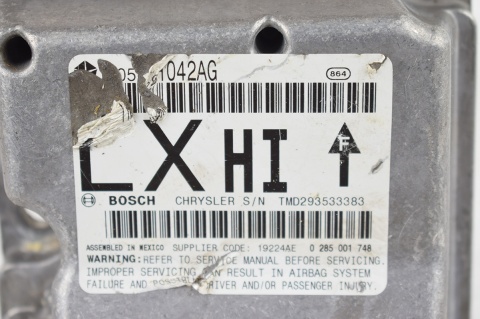 1042AG
864
LX HI F
BOSCH CHRYSLER S/N TMD293533383
ASSEMBLED IN MEXICO SUPPLIER CODE: 19224AE 0 285 001 748
WARNING: REFER TO SERVICE MANUAL BEFORE SERVICING.
IMPROPER SERVICING CAN RESULT IN AIRBAG SYSTEM
FAILURE AND DRIVER AND/OR PASSENGER INJURY.